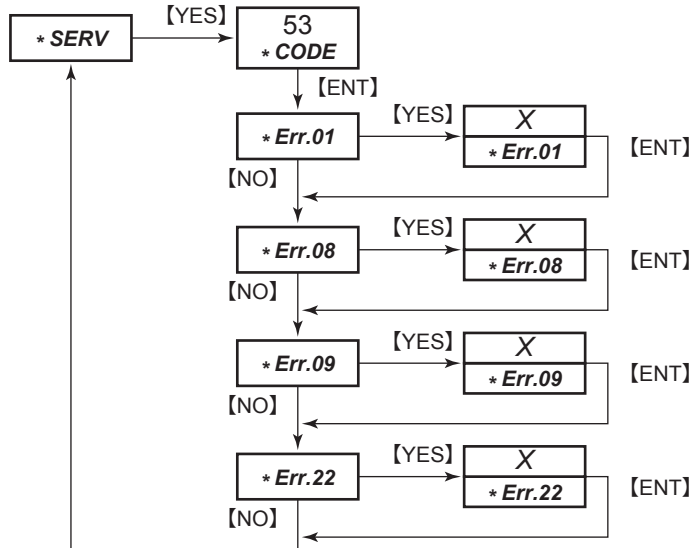 【YES】
* SERV
53
* CODE
【ENT】
【YES】
X
* Err.01
* Err.01
【ENT】
【NO】
【YES】
X
* Err.08
* Err.08
【ENT】
【NO】
【YES】
X
* Err.09
* Err.09
【ENT】
【NO】
【YES】
X
* Err.22
* Err.22
【ENT】
【NO】